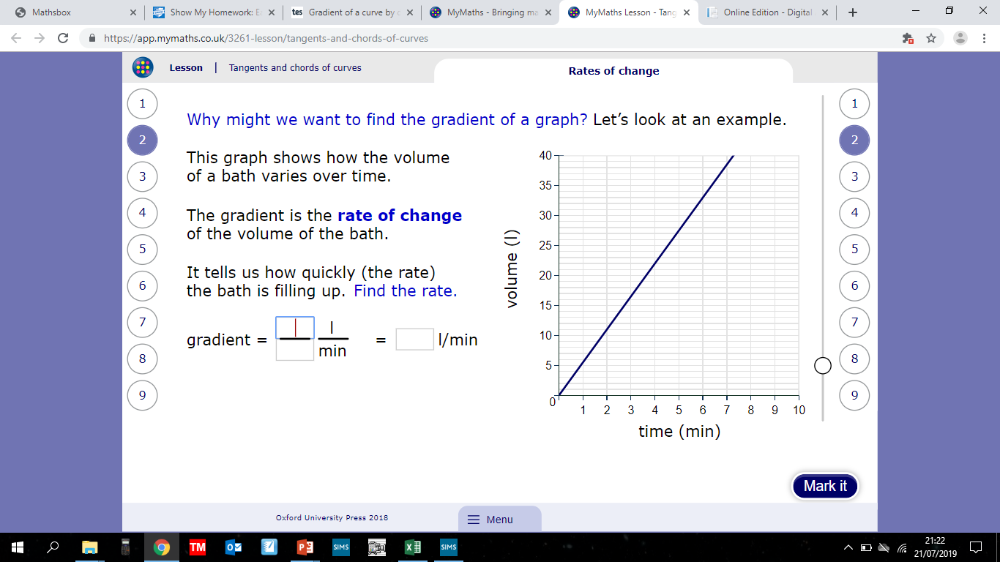 Mathsbox
Show My Homework: E
tes Gradient of a curve by
MyMaths - Bringing ma
MyMaths Lesson - Tang
Online Edition - Digital
https://app.mymaths.co.uk/3261-lesson/tangents-and-chords-of-curves
Lesson | Tangents and chords of curves
Rates of change
1
2
3
4
5
6
7
8
9
Why might we want to find the gradient of a graph? Let's look at an example.
This graph shows how the volume
of a bath varies over time.
The gradient is the rate of change
of the volume of the bath.
It tells us how quickly (the rate)
the bath is filling up. Find the rate.
gradient = l
min
= l/min
volume (l)
40
35
30
25
20
15
10
5
0
1 2 3 4 5 6 7 8 9 10
time (min)
1
2
3
4
5
6
7
8
9
Mark it
Oxford University Press 2018
Menu
TM
SIMS
SIMS
21:22
21/07/2019